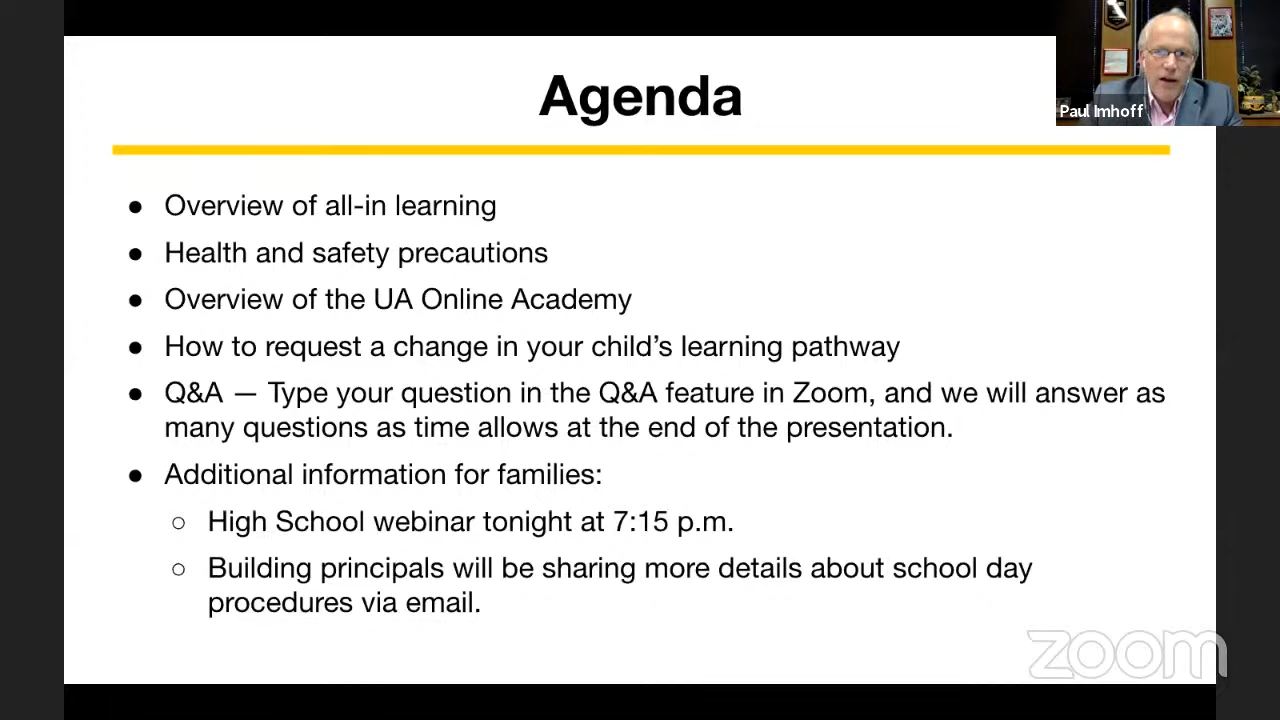 Agenda
Paul Imhoff
● Overview of all-in learning
● Health and safety precautions
● Overview of the UA Online Academy
● How to request a change in your child’s learning pathway
● Q&A — Type your question in the Q&A feature in Zoom, and we will answer as
many questions as time allows at the end of the presentation.
● Additional information for families:
○ High School webinar tonight at 7:15 p.m.
○ Building principals will be sharing more details about school day
procedures via email.
zoom